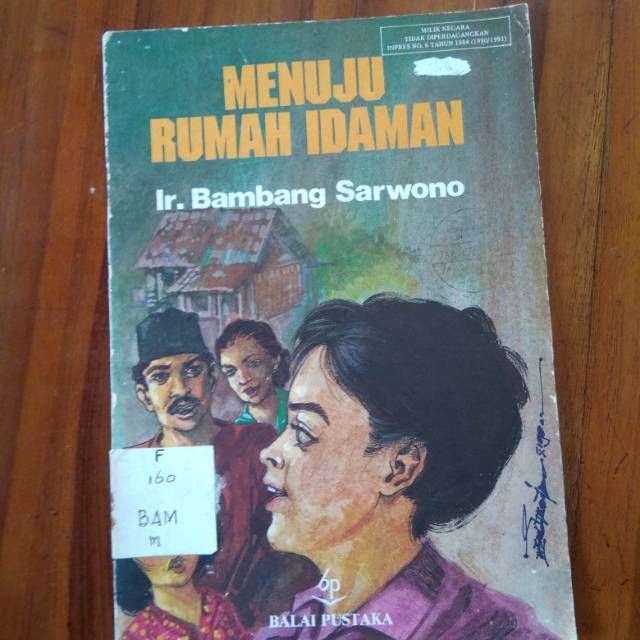 MILIK NEGARA
TIDAK DIPERDAGANGKAN
INPRES NO. 6 TAHUN 1984 (1990/1991)
MENUJU
RUMAH IDAMAN
Ir. Bambang Sarwono
F
160
BAM
m
bp
BALAI PUSTAKA